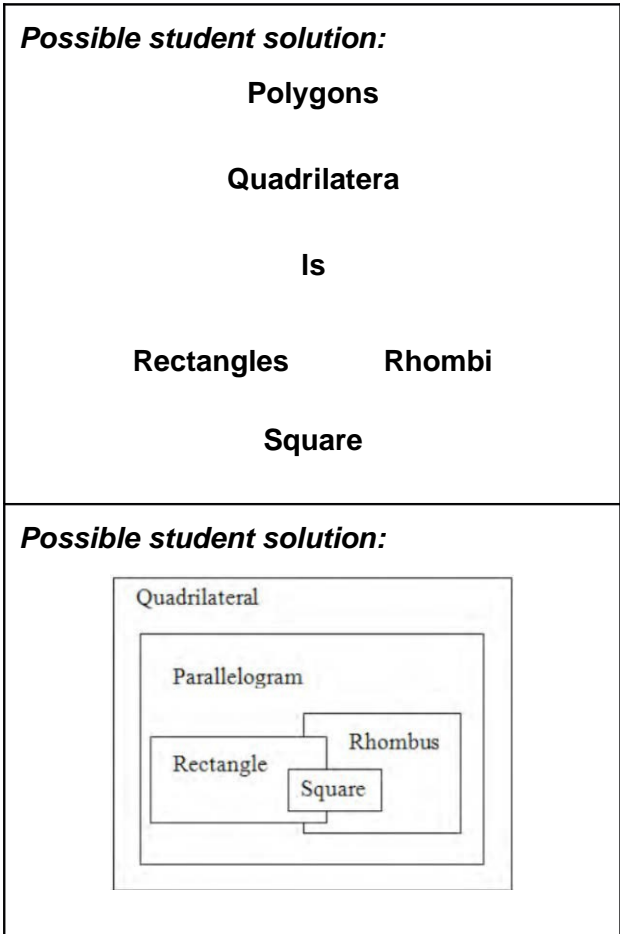 Possible student solution:
Polygons
Quadrilatera
ls
Rectangles Rhombi
Square
Possible student solution:
Quadrilateral
Parallelogram
Rhombus
Rectangle
Square